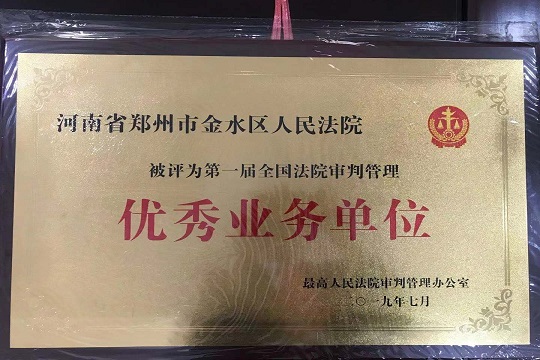 河南省郑州市金水区人民法院
被评为第一届全国法院审判管理
优秀业务单位
最高人民法院审判管理办公室
二〇一九年七月